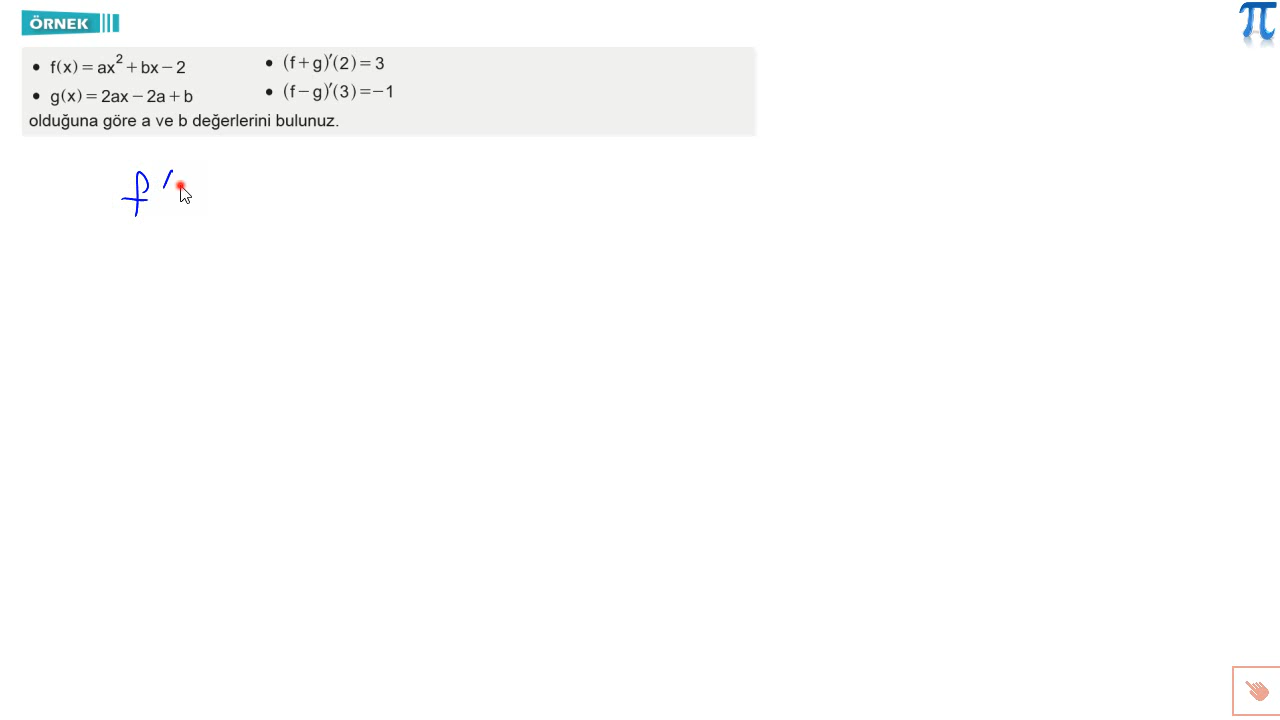 ÖRNEK
π
• f(x) = ax² + bx − 2
• (f + g)′(2) = 3
• g(x) = 2ax − 2a + b
• (f − g)′(3) = −1
olduğuna göre a ve b değerlerini bulunuz.
f′